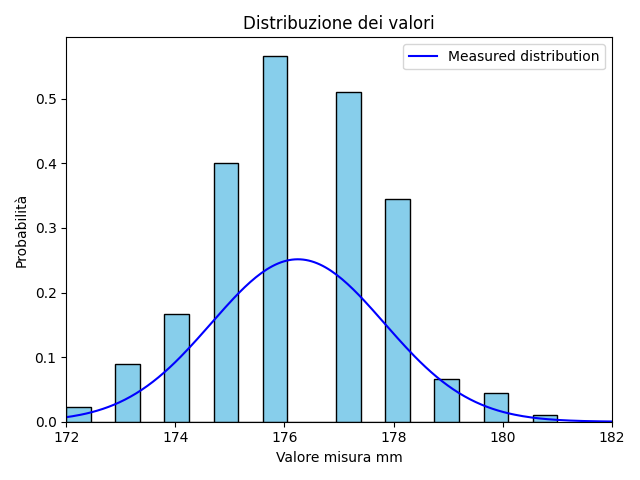 Distribuzione dei valori
Measured distribution
Probabilità
0.5
0.4
0.3
0.2
0.1
0.0
172 174 176 178 180 182
Valore misura mm